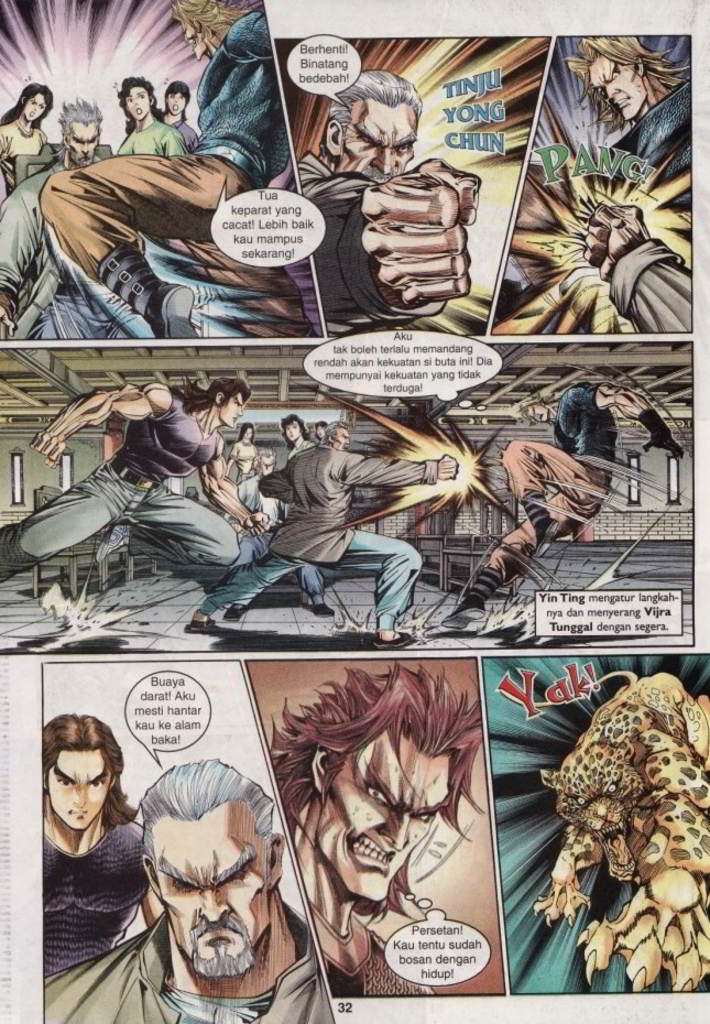 Tua
keparat yang
cacat! Lebih baik
kau mampus
sekarang!
Berhenti!
Binatang
bedebah!
TINJU
YONG
CHUN
PANG!
Aku
tak boleh terlalu memandang
rendah akan kekuatan si buta ini! Dia
mempunyai kekuatan yang tidak
terduga!
Yin Ting mengatur langkah-
nya dan menyerang Vijra
Tunggal dengan segera.
Buaya
darat! Aku
mesti hantar
kau ke alam
baka!
Persetan!
Kau tentu sudah
bosan dengan
hidup!
Yak!
32